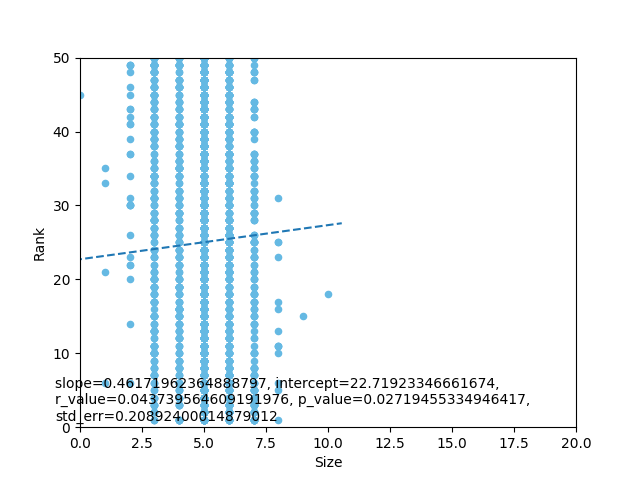 50
40
30
20
10
0
Rank
slope=0.46171962364888797, intercept=22.71923346661674,
r_value=0.043739564609191976, p_value=0.02719455334946417,
std_err=0.20892400014879012
0.0 2.5 5.0 7.5 10.0 12.5 15.0 17.5 20.0
Size